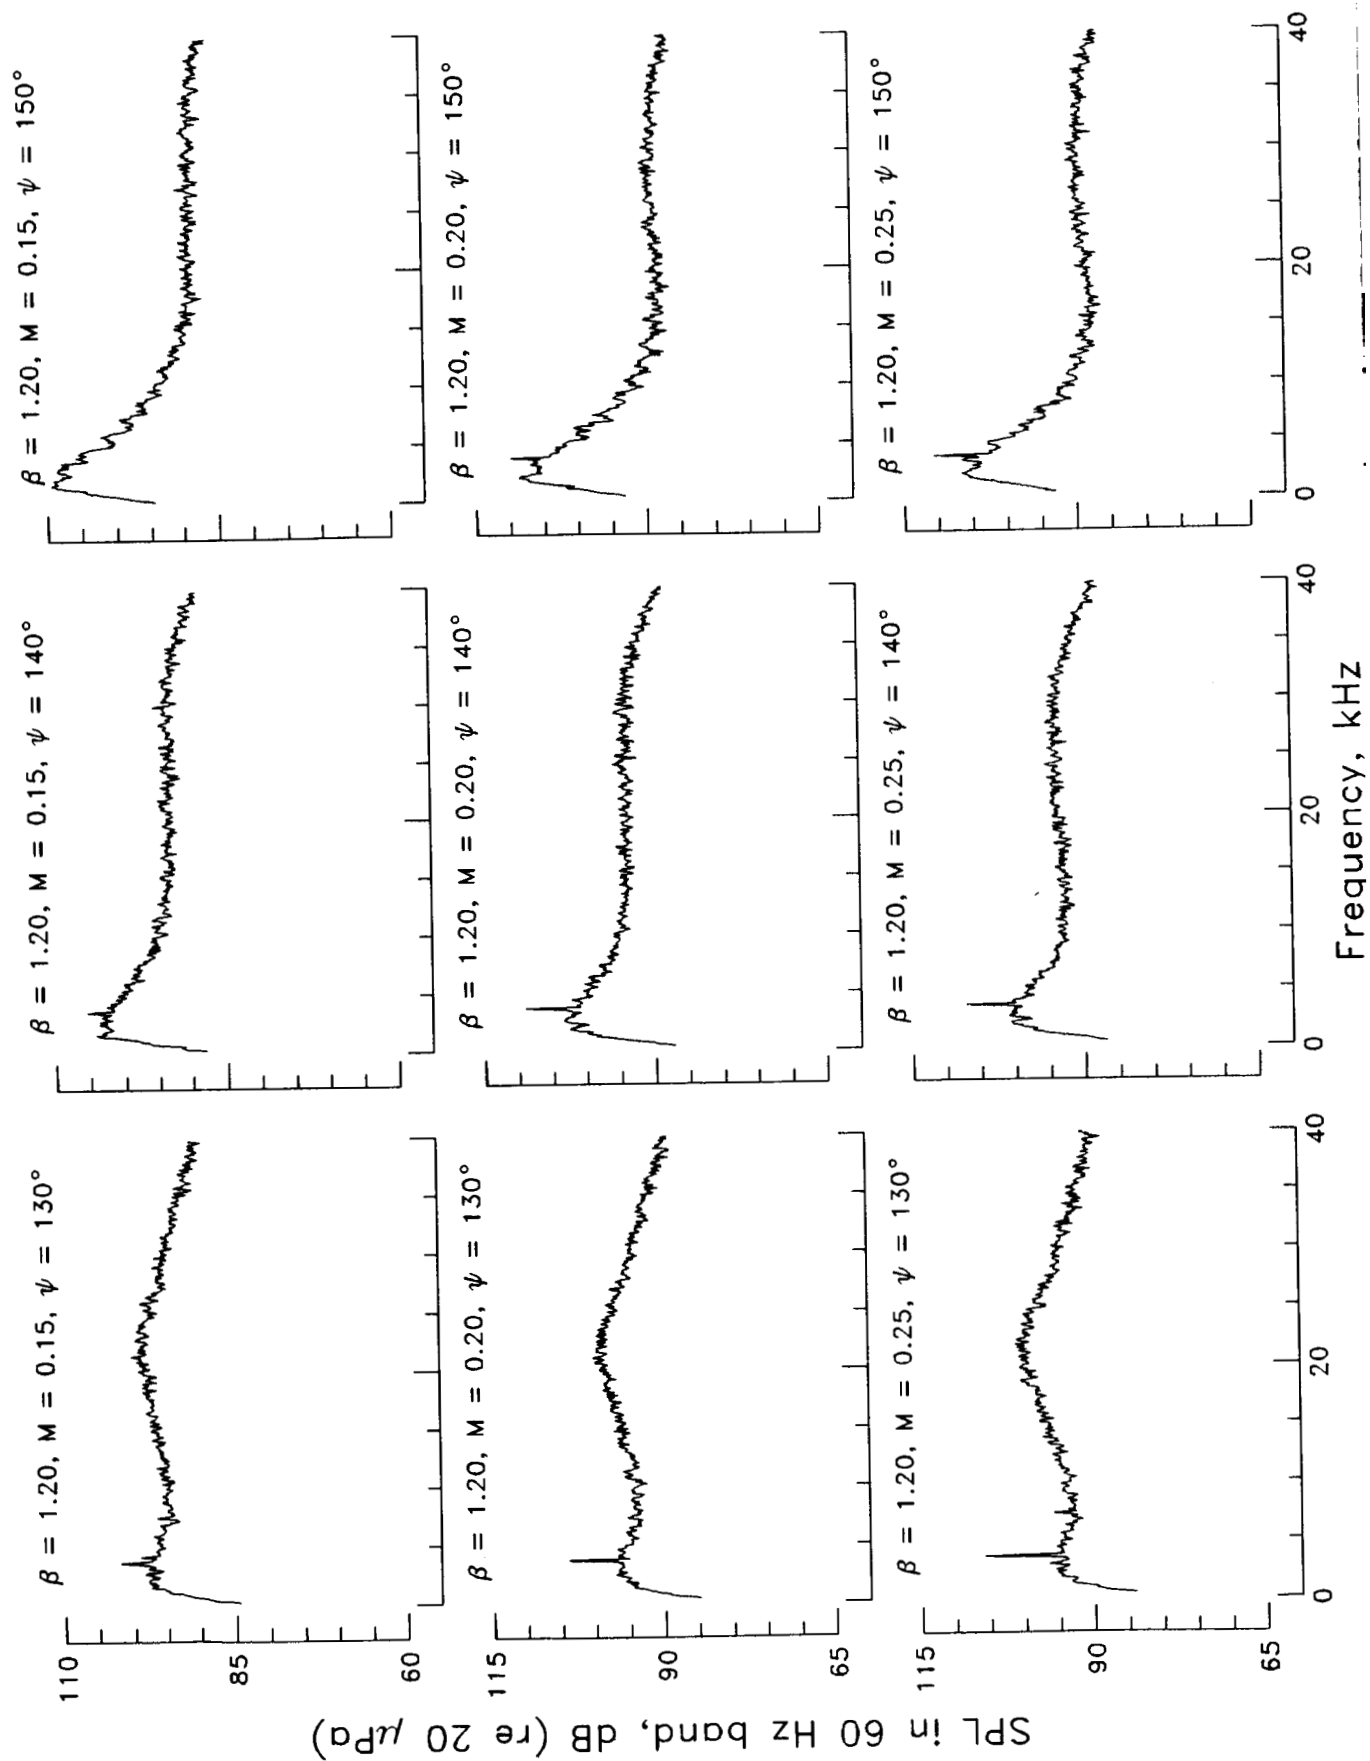 β = 1.20, M = 0.15, ψ = 130°
β = 1.20, M = 0.15, ψ = 140°
β = 1.20, M = 0.15, ψ = 150°
110
85
60
β = 1.20, M = 0.20, ψ = 130°
β = 1.20, M = 0.20, ψ = 140°
β = 1.20, M = 0.20, ψ = 150°
115
90
65
β = 1.20, M = 0.25, ψ = 130°
β = 1.20, M = 0.25, ψ = 140°
β = 1.20, M = 0.25, ψ = 150°
115
90
65
0 20 40
0 20 40
0 20 40
SPL in 60 Hz band, dB (re 20 μPa)
Frequency, kHz